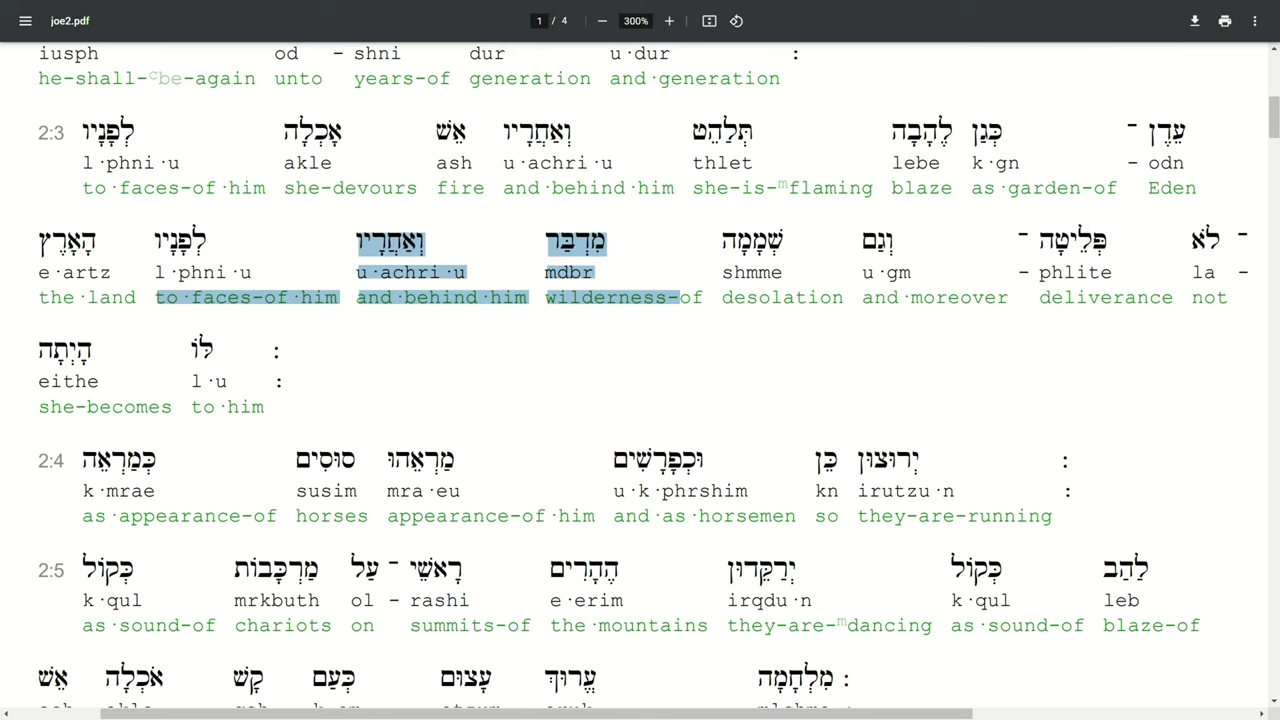 joe2.pdf 1 / 4 300%
iusph od - shni dur u·dur :
he-shall-cbe-again unto years-of generation and·generation
2:3 לְפָנָיו אָכְלָה אֵשׁ וְאַחֲרָיו תְּלַהֵט לֶהָבָה כְּגַן - עֵדֶן
l·phni·u akle ash u·achri·u thlet lebe k·gn - odn
to·faces-of·him she-devours fire and·behind·him she-is-mflaming blaze as·garden-of Eden
הָאָרֶץ לְפָנָיו וְאַחֲרָיו מִדְבַּר שְׁמָמָה וְגַם - פְּלֵיטָה לֹא -
e·artz l·phni·u u·achri·u mdbr shmme u·gm - phlite la -
the·land to·faces-of·him and·behind·him wilderness-of desolation and·moreover deliverance not
הָיְתָה לּוֹ :
eithe l·u :
she-becomes to·him
2:4 כְּמַרְאֵה סוּסִים מַרְאֵהוּ וּכְפָרָשִׁים כֵּן יְרוּצוּן :
k·mrae susim mra·eu u·k·phrshim kn irutzu·n :
as·appearance-of horses appearance-of·him and·as·horsemen so they-are-running
2:5 כְּקוֹל מַרְכָּבוֹת עַל - רָאשֵׁי הֶהָרִים יְרַקֵּדוּן כְּקוֹל לַהַב
k·qul mrkbuth ol - rashi e·erim irqdu·n k·qul leb
as·sound-of chariots on summits-of the·mountains they-are-mdancing as·sound-of blaze-of
אֵשׁ אֹכְלָה קָשׁ כְּעַם עָצוּם עֱרוּךְ מִלְחָמָה :